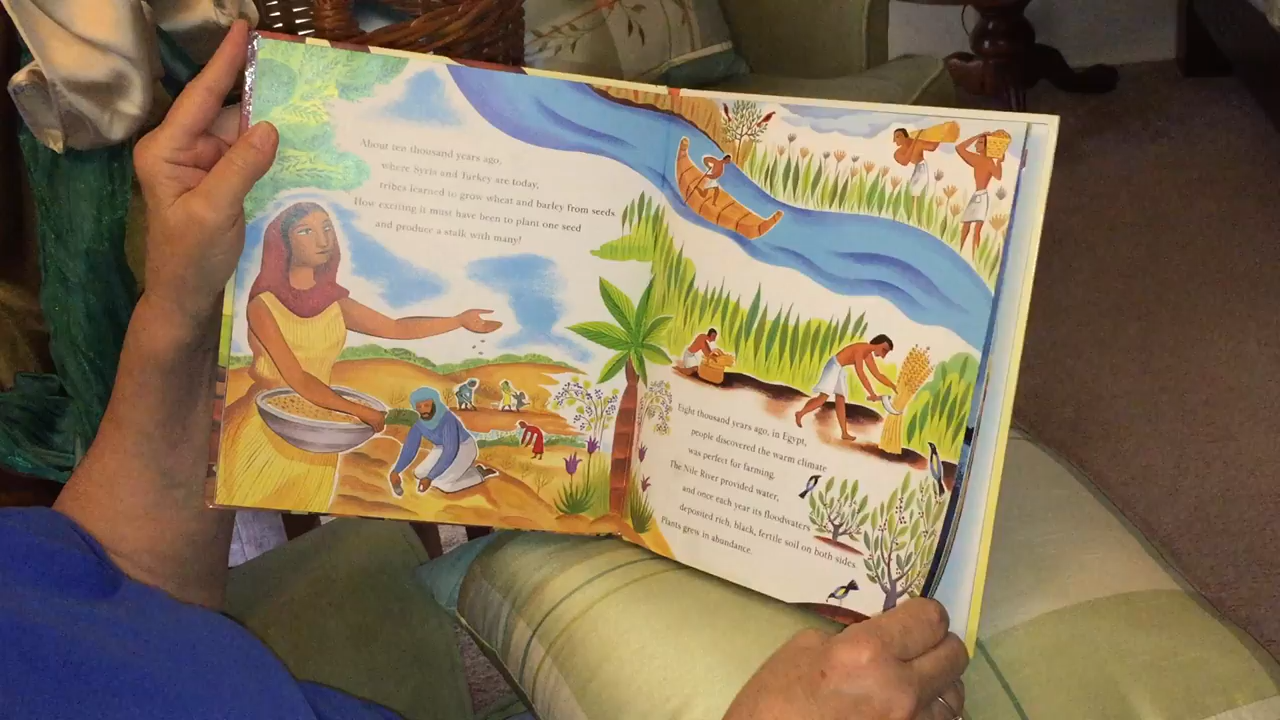 About ten thousand years ago,
where Syria and Turkey are today,
tribes learned to grow wheat and barley from seeds.
How exciting it must have been to plant one seed
and produce a stalk with many!
Eight thousand years ago, in Egypt,
people discovered the warm climate
was perfect for farming.
The Nile River provided water,
and once each year its floodwaters
deposited rich, black, fertile soil on both sides.
Plants grew in abundance.